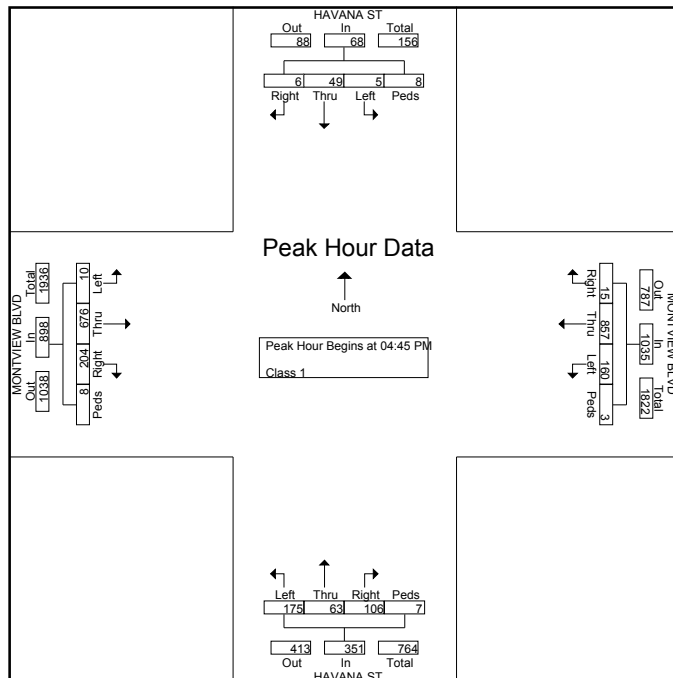 HAVANA ST
Out In Total
88 68 156
6 49 5 8
Right Thru Left Peds
Peak Hour Data
North
Peak Hour Begins at 04:45 PM
Class 1
MONTVIEW BLVD
Total In Out
1936 898 1038
10 676 204 8
Left Thru Right Peds
Right Thru Left Peds
15 857 160 3
787 1035 1822
Out In Total
MONTVIEW BLVD
Left Thru Right Peds
175 63 106 7
413 351 764
Out In Total
HAVANA ST